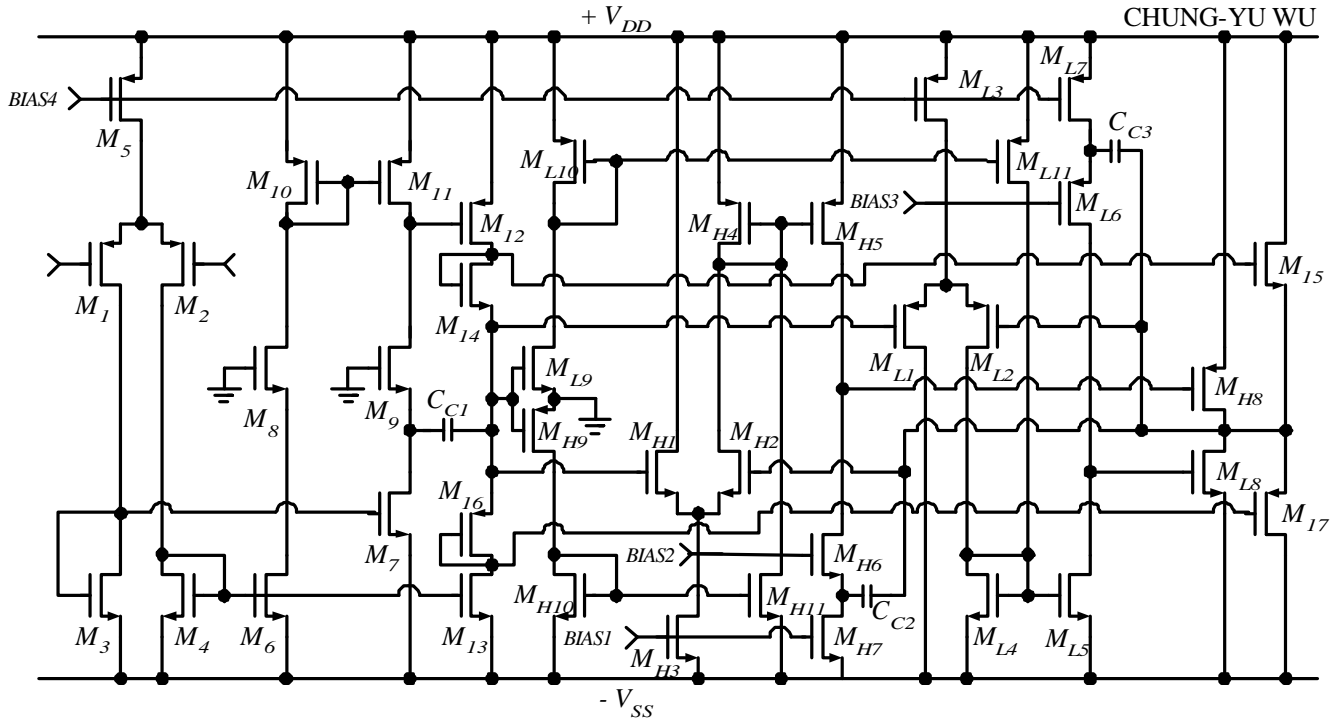 + V_DD
CHUNG-YU WU
M_L7
BIAS4
M_L3
M_5
C_C3
M_10
M_11
M_L10
M_L11
M_12
M_H4
BIAS3
M_L6
M_H5
M_1
M_2
M_15
M_14
M_L1
M_L2
M_8
M_9
M_L9
M_H8
C_C1
M_H9
M_H1
M_H2
M_L8
M_16
M_17
M_7
BIAS2
M_H6
M_3
M_4
M_6
M_13
M_H10
M_H11
C_C2
BIAS1
M_H3
M_H7
M_L4
M_L5
- V_SS